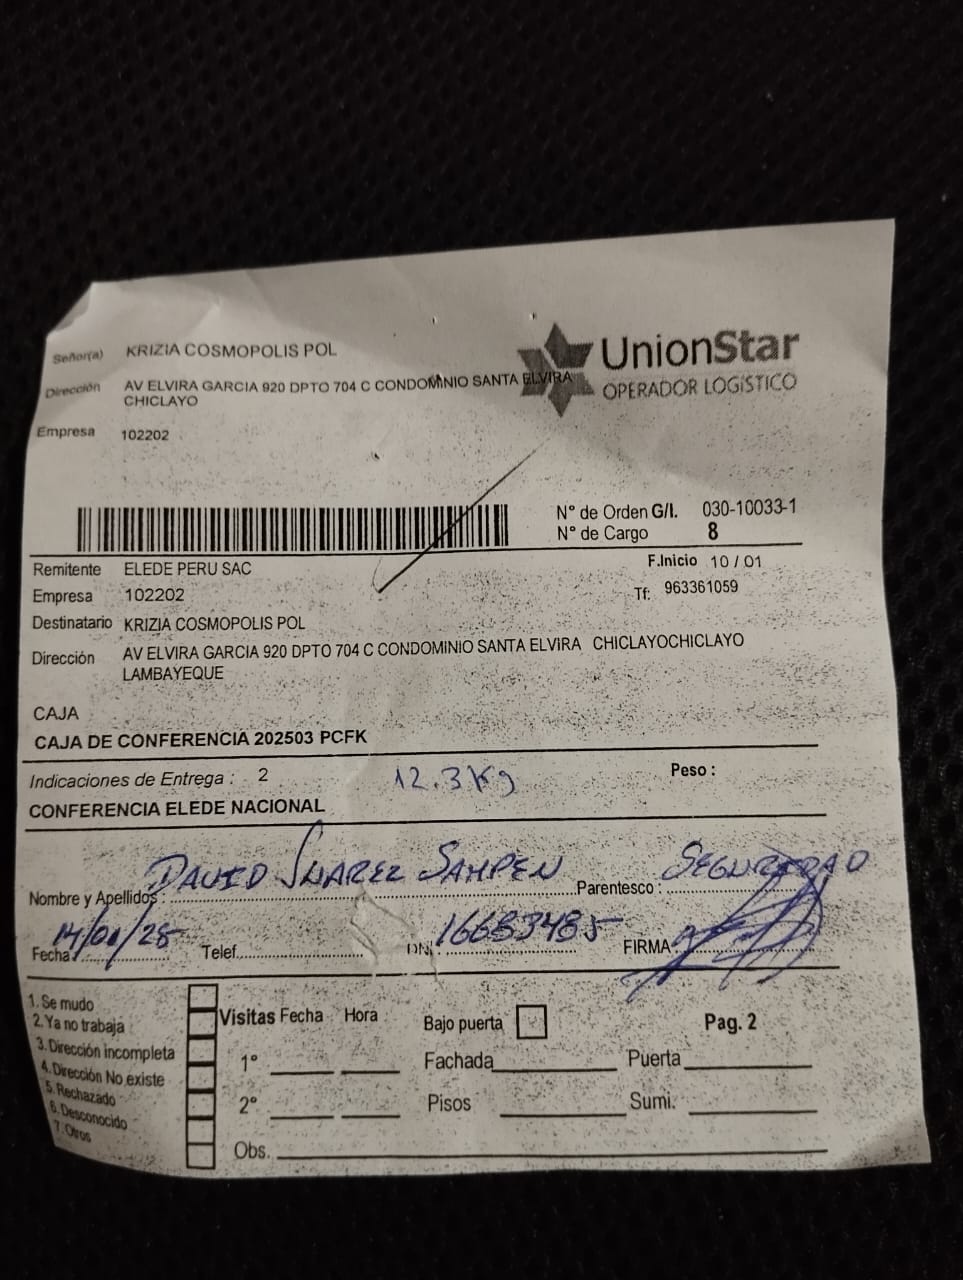 Señor(a) KRIZIA COSMOPOLIS POL
UnionStar
OPERADOR LOGÍSTICO
Dirección AV ELVIRA GARCIA 920 DPTO 704 C CONDOMINIO SANTA ELVIRA
CHICLAYO
Empresa 102202
N° de Orden G/I. 030-10033-1
N° de Cargo 8
Remitente ELEDE PERU SAC
F.Inicio 10 / 01
Empresa 102202
Tf: 963361059
Destinatario KRIZIA COSMOPOLIS POL
Dirección AV ELVIRA GARCIA 920 DPTO 704 C CONDOMINIO SANTA ELVIRA CHICLAYOCHICLAYO
LAMBAYEQUE
CAJA
CAJA DE CONFERENCIA 202503 PCFK
Indicaciones de Entrega : 2 12.3 Kg Peso :
CONFERENCIA ELEDE NACIONAL
Nombre y Apellidos : DAVID SUAREZ SAMPEN Parentesco : SEGURIDAD
Fecha 14/01/25 Telef. DNI 16683485 FIRMA
1. Se mudo
2. Ya no trabaja
3. Dirección incompleta
4. Dirección No existe
5. Rechazado
6. Desconocido
7. Otros
Visitas Fecha Hora Bajo puerta Pag. 2
1° Fachada Puerta
2° Pisos Sumi.
Obs.